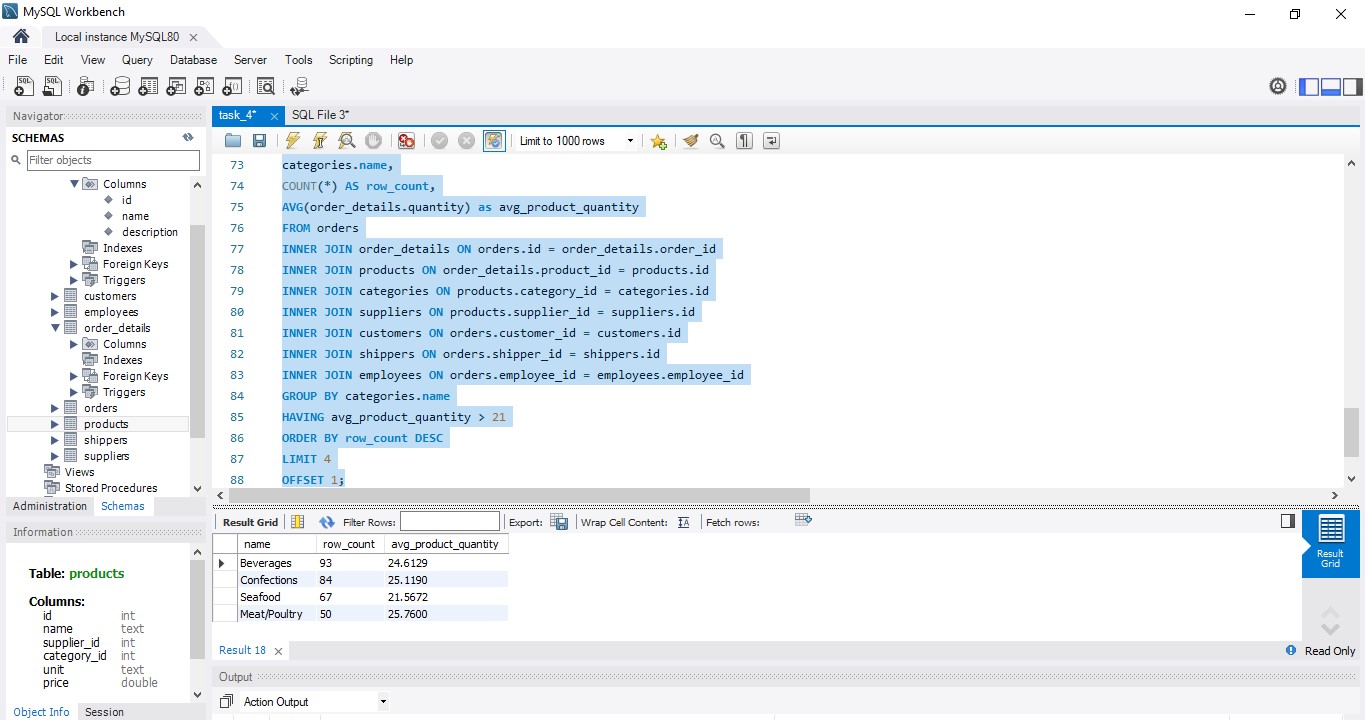 MySQL Workbench
Local instance MySQL80
File Edit View Query Database Server Tools Scripting Help
Navigator
SCHEMAS
Filter objects
Columns
id
name
description
Indexes
Foreign Keys
Triggers
customers
employees
order_details
Columns
Indexes
Foreign Keys
Triggers
orders
products
shippers
suppliers
Views
Stored Procedures
Administration Schemas
Information
Table: products
Columns:
id int
name text
supplier_id int
category_id int
unit text
price double
Object Info Session
task_4* SQL File 3*
Limit to 1000 rows
73 categories.name,
74 COUNT(*) AS row_count,
75 AVG(order_details.quantity) as avg_product_quantity
76 FROM orders
77 INNER JOIN order_details ON orders.id = order_details.order_id
78 INNER JOIN products ON order_details.product_id = products.id
79 INNER JOIN categories ON products.category_id = categories.id
80 INNER JOIN suppliers ON products.supplier_id = suppliers.id
81 INNER JOIN customers ON orders.customer_id = customers.id
82 INNER JOIN shippers ON orders.shipper_id = shippers.id
83 INNER JOIN employees ON orders.employee_id = employees.employee_id
84 GROUP BY categories.name
85 HAVING avg_product_quantity > 21
86 ORDER BY row_count DESC
87 LIMIT 4
88 OFFSET 1;
Result Grid Filter Rows: Export: Wrap Cell Content: IA Fetch rows:
name row_count avg_product_quantity
Beverages 93 24.6129
Confections 84 25.1190
Seafood 67 21.5672
Meat/Poultry 50 25.7600
Result
Grid
Result 18
Read Only
Output
Action Output